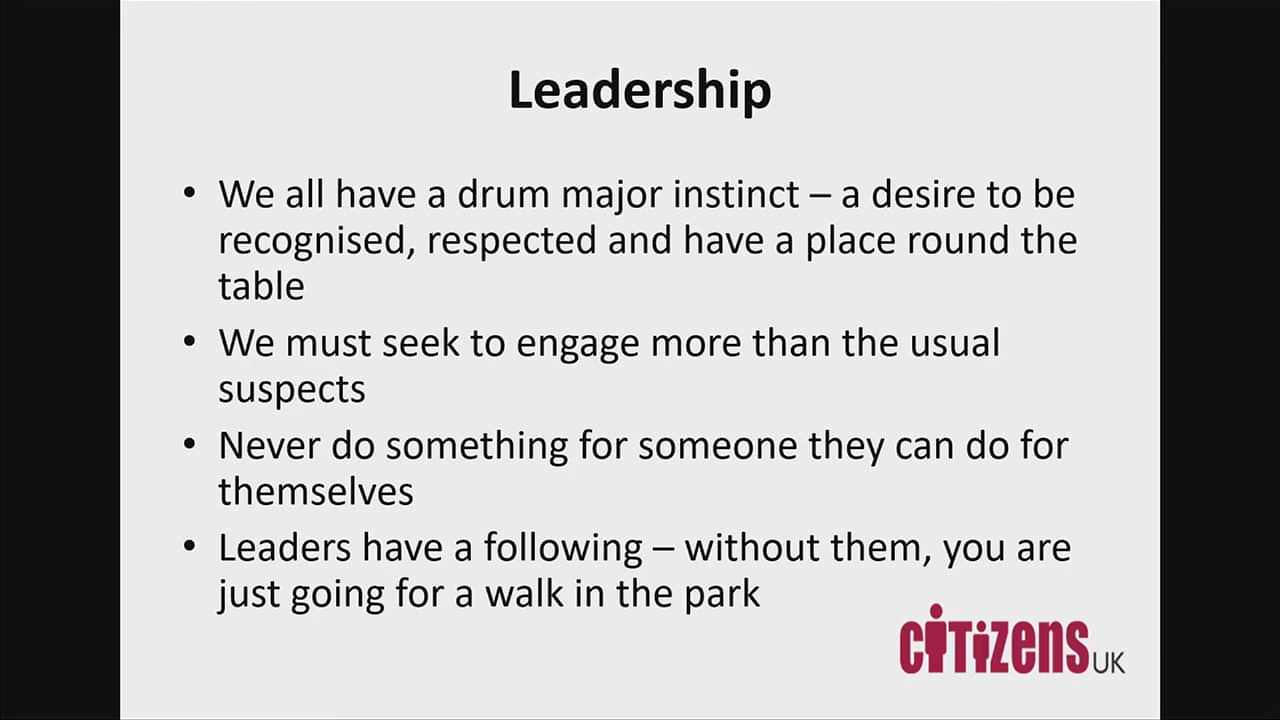 Leadership
• We all have a drum major instinct – a desire to be
recognised, respected and have a place round the
table
• We must seek to engage more than the usual
suspects
• Never do something for someone they can do for
themselves
• Leaders have a following – without them, you are
just going for a walk in the park
CiTiZENS UK